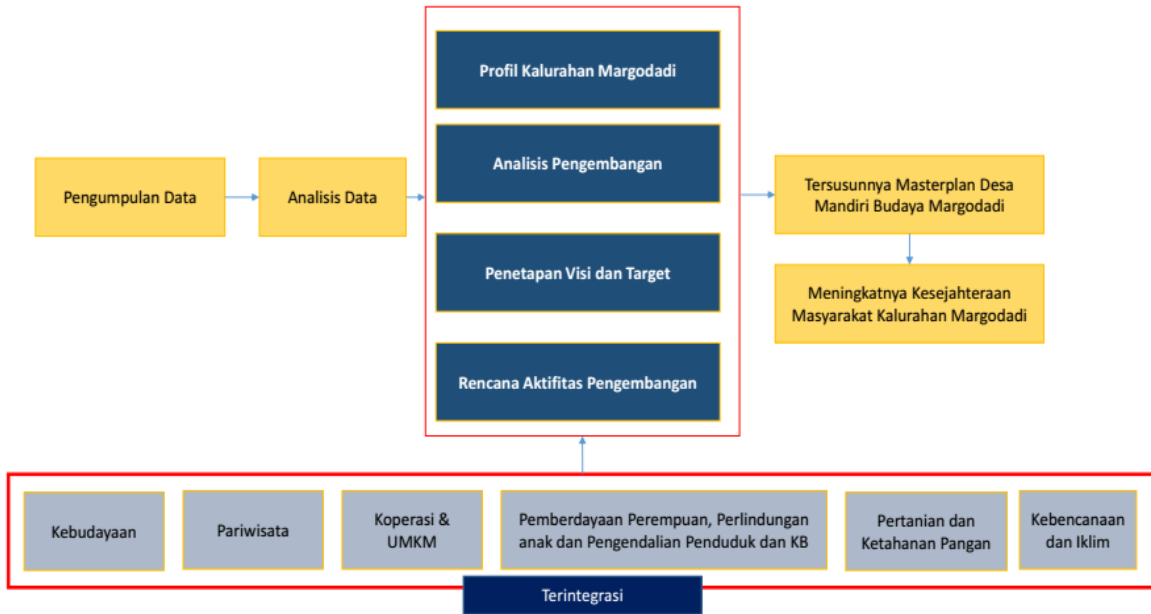 Profil Kalurahan Margodadi
Analisis Pengembangan
Pengumpulan Data
Analisis Data
Tersusunnya Masterplan Desa
Mandiri Budaya Margodadi
Penetapan Visi dan Target
Meningkatnya Kesejahteraan
Masyarakat Kalurahan Margodadi
Rencana Aktifitas Pengembangan
Kebudayaan
Pariwisata
Koperasi &
UMKM
Pemberdayaan Perempuan, Perlindungan
anak dan Pengendalian Penduduk dan KB
Pertanian dan
Ketahanan Pangan
Kebencanaan
dan Iklim
Terintegrasi